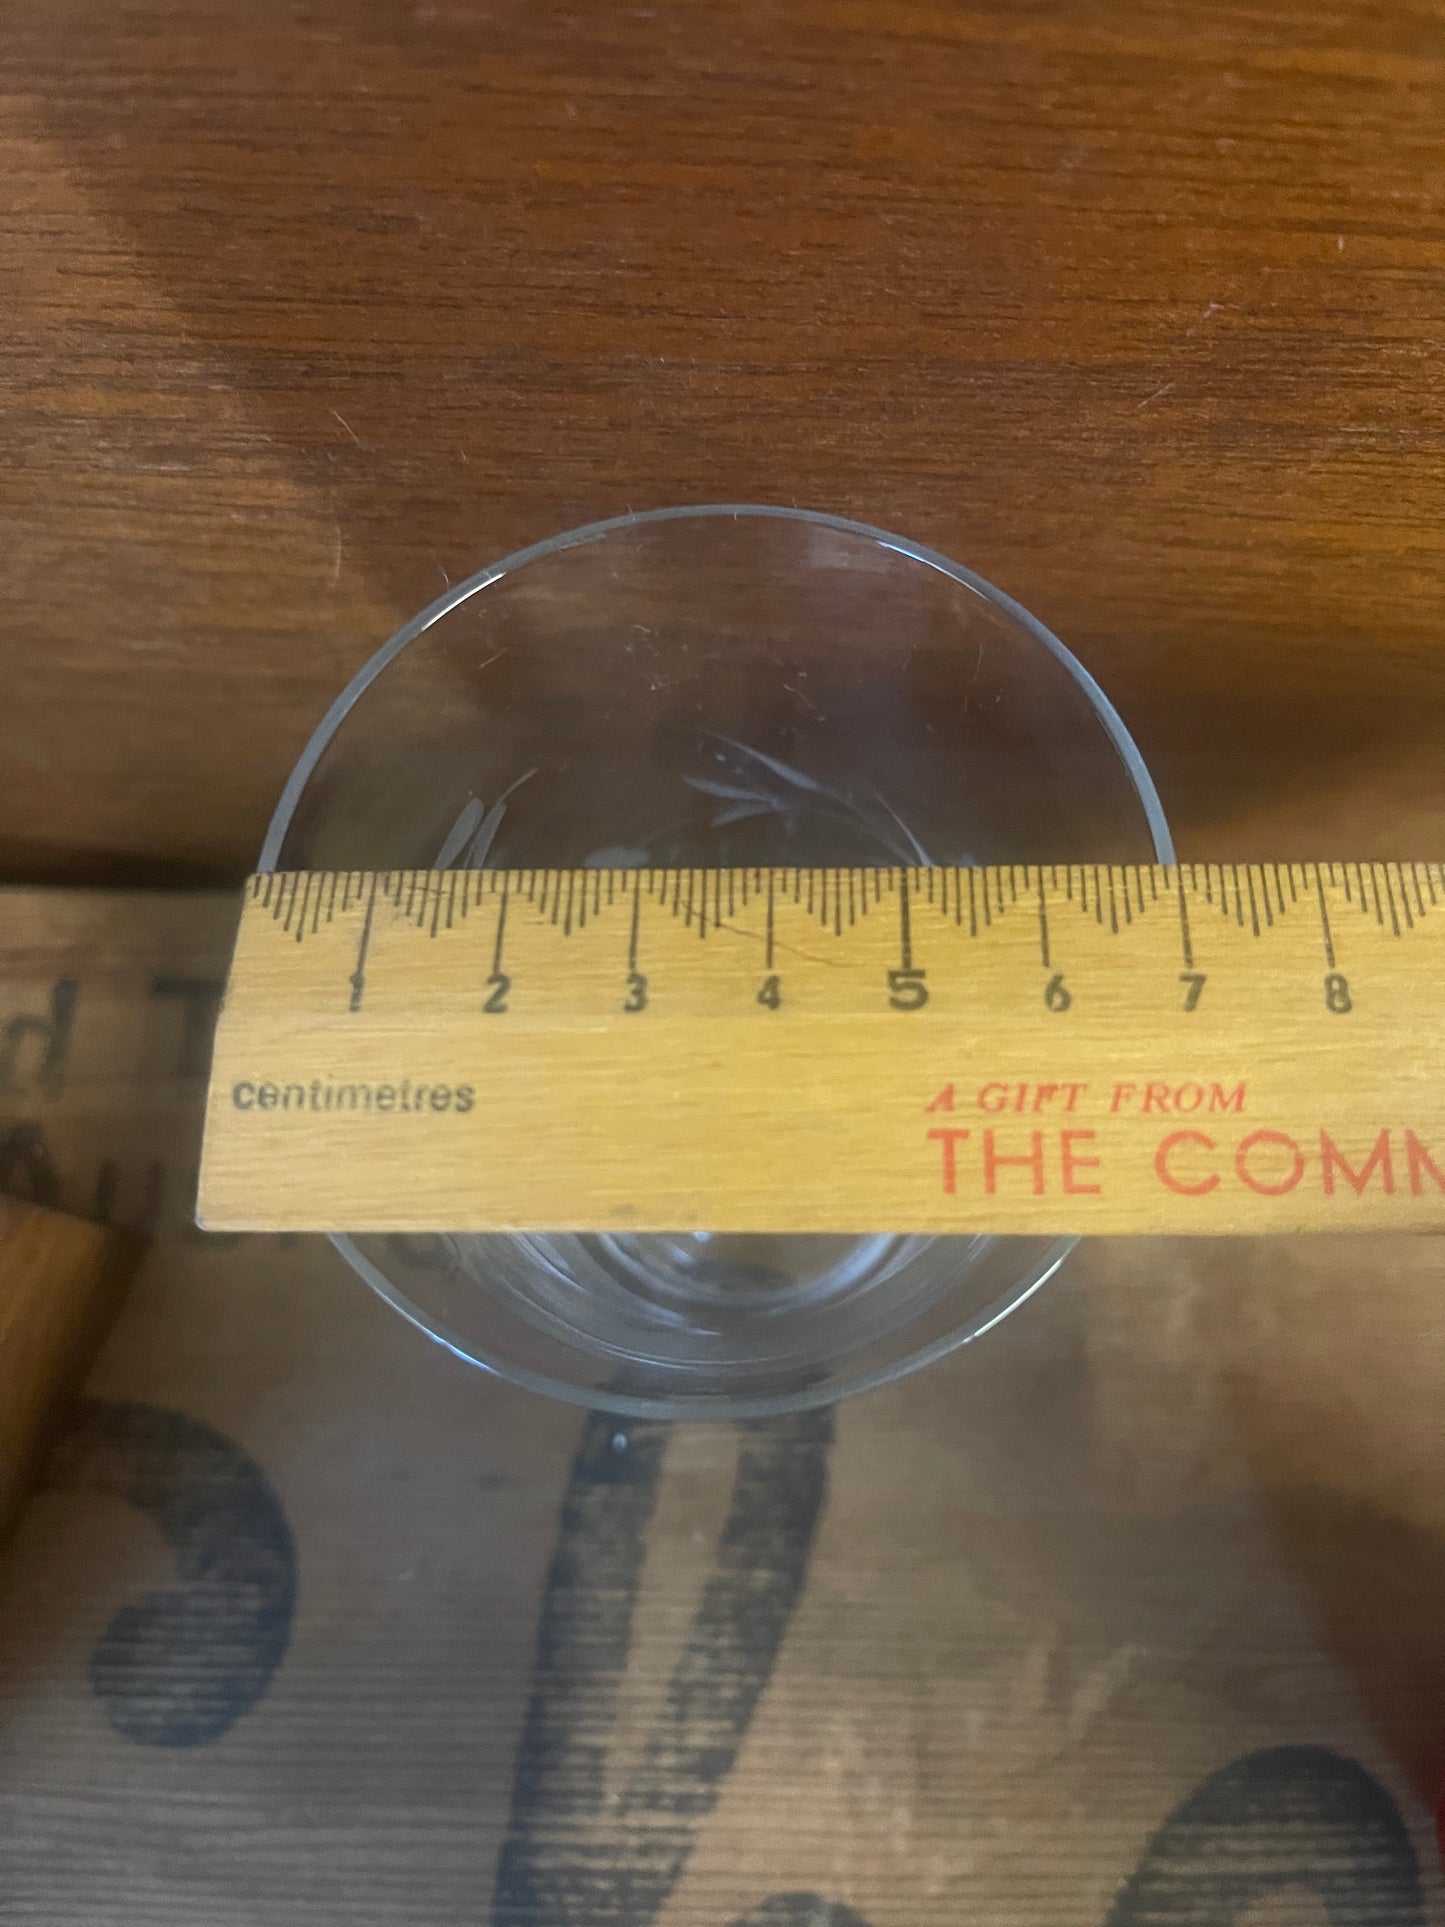 1 2 3 4 5 6 7 8
centimetres
A GIFT FROM
THE COMM